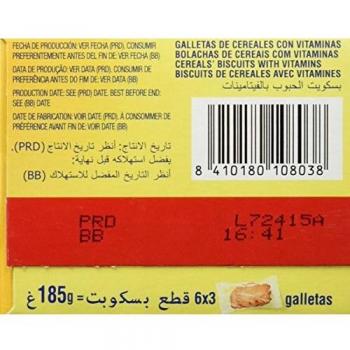 FECHA DE PRODUCCIÓN: VER FECHA (PRD), CONSUMIR
PREFERENTEMENTE ANTES DEL FIN DE: VER FECHA (BB)
DATA DE PRODUÇÃO: VER DATA (PRD), CONSUMIR DE
PREFERÊNCIA ANTES DO FIM DE: VER DATA (BB)
PRODUCTION DATE: SEE (PRD) DATE. BEST BEFORE END:
SEE (BB) DATE
DATE DE FABRICATION: VOIR DATE (PRD). À CONSOMMER DE
PRÉFÉRENCE AVANT FIN DE: VOIR DATE (BB)
تاريخ الانتاج: أنظر تاريخ الإنتاج (PRD).
يفضل استهلاكه قبل نهاية:
أنظر التاريخ المفضل للاستهلاك (BB)
GALLETAS DE CEREALES CON VITAMINAS
BOLACHAS DE CEREAIS COM VITAMINAS
CEREALS' BISCUITS WITH VITAMINS
BISCUITS DE CEREALES AVEC VITAMINES
بسكويت الحبوب بالفيتامينات
8 410180 108038
PRD L72415A
BB 16:41
6x3 galletas قطع بسكويت = 185g غ